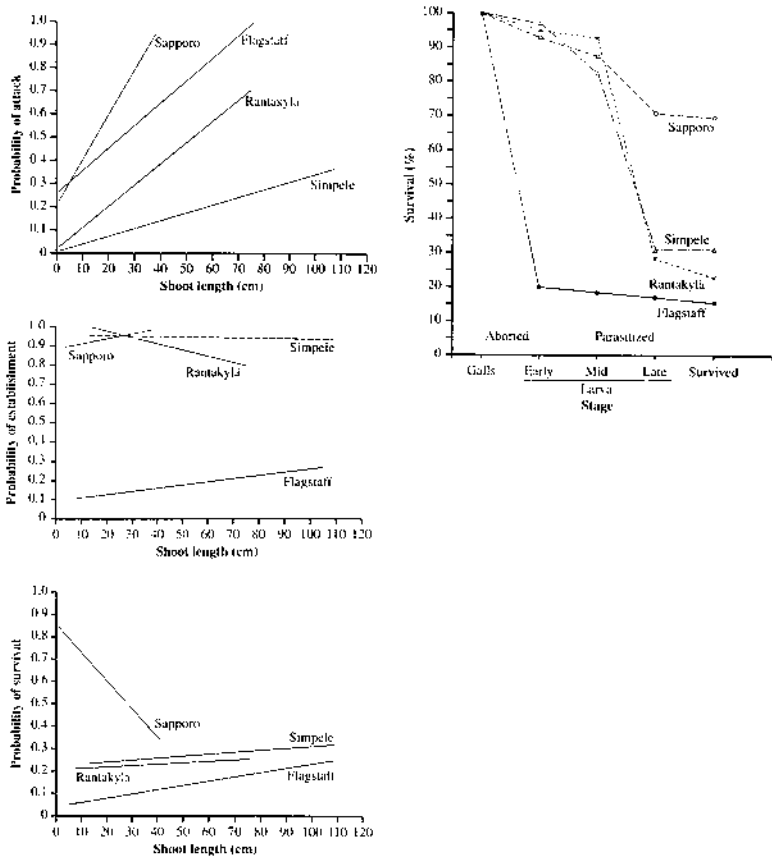 1.0
0.9
0.8
0.7
0.6
0.5
0.4
0.3
0.2
0.1
0
Probability of attack
Sapporo
Flagstaff
Rantakyla
Simpele
0 10 20 30 40 50 60 70 80 90 100 110 120
Shoot length (cm)
1.0
0.9
0.8
0.9
0.6
0.5
0.4
0.3
0.2
0.1
0
Probability of establishment
Sapporo
Simpele
Rantakyla
Flagstaff
0 10 20 30 40 50 60 70 80 90 100 110 120
Shoot length (cm)
1.0
0.9
0.8
0.7
0.6
0.5
0.4
0.3
0.2
0.1
0
Probability of survival
Sapporo
Simpele
Rantakyla
Flagstaff
0 10 20 30 40 50 60 70 80 90 100 110 120
Shoot length (cm)
100
90
80
70
60
50
40
30
20
10
0
Survival (%)
Sapporo
Simpele
Rantakyla
Flagstaff
Aborted Parasitized
Galls Early Mid Late Survived
Larva
Stage